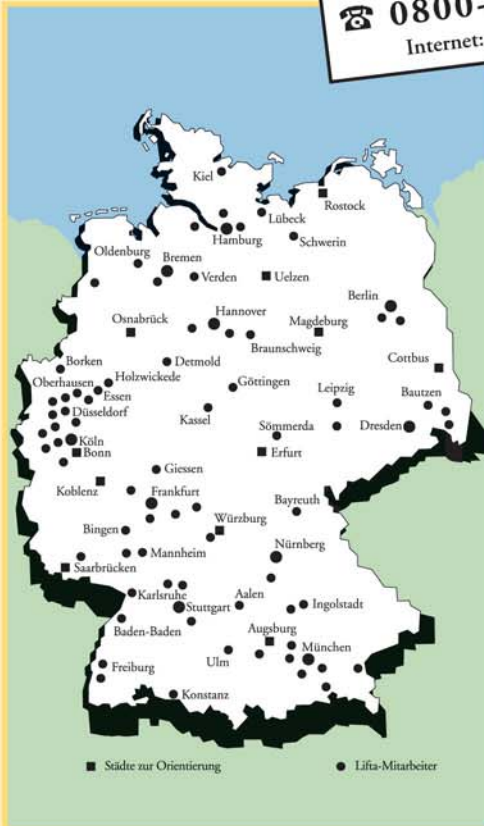 ☎ 0800-
Internet:
Kiel
Rostock
Lübeck
Hamburg
Schwerin
Oldenburg
Bremen
Verden
Uelzen
Berlin
Osnabrück
Hannover
Magdeburg
Braunschweig
Cottbus
Borken
Detmold
Oberhausen
Holzwickede
Göttingen
Essen
Leipzig
Bautzen
Düsseldorf
Kassel
Sömmerda
Dresden
Köln
Bonn
Erfurt
Giessen
Koblenz
Frankfurt
Bayreuth
Bingen
Würzburg
Nürnberg
Mannheim
Saarbrücken
Karlsruhe
Aalen
Stuttgart
Ingolstadt
Baden-Baden
Augsburg
München
Ulm
Freiburg
Konstanz
Städte zur Orientierung
Lifta-Mitarbeiter